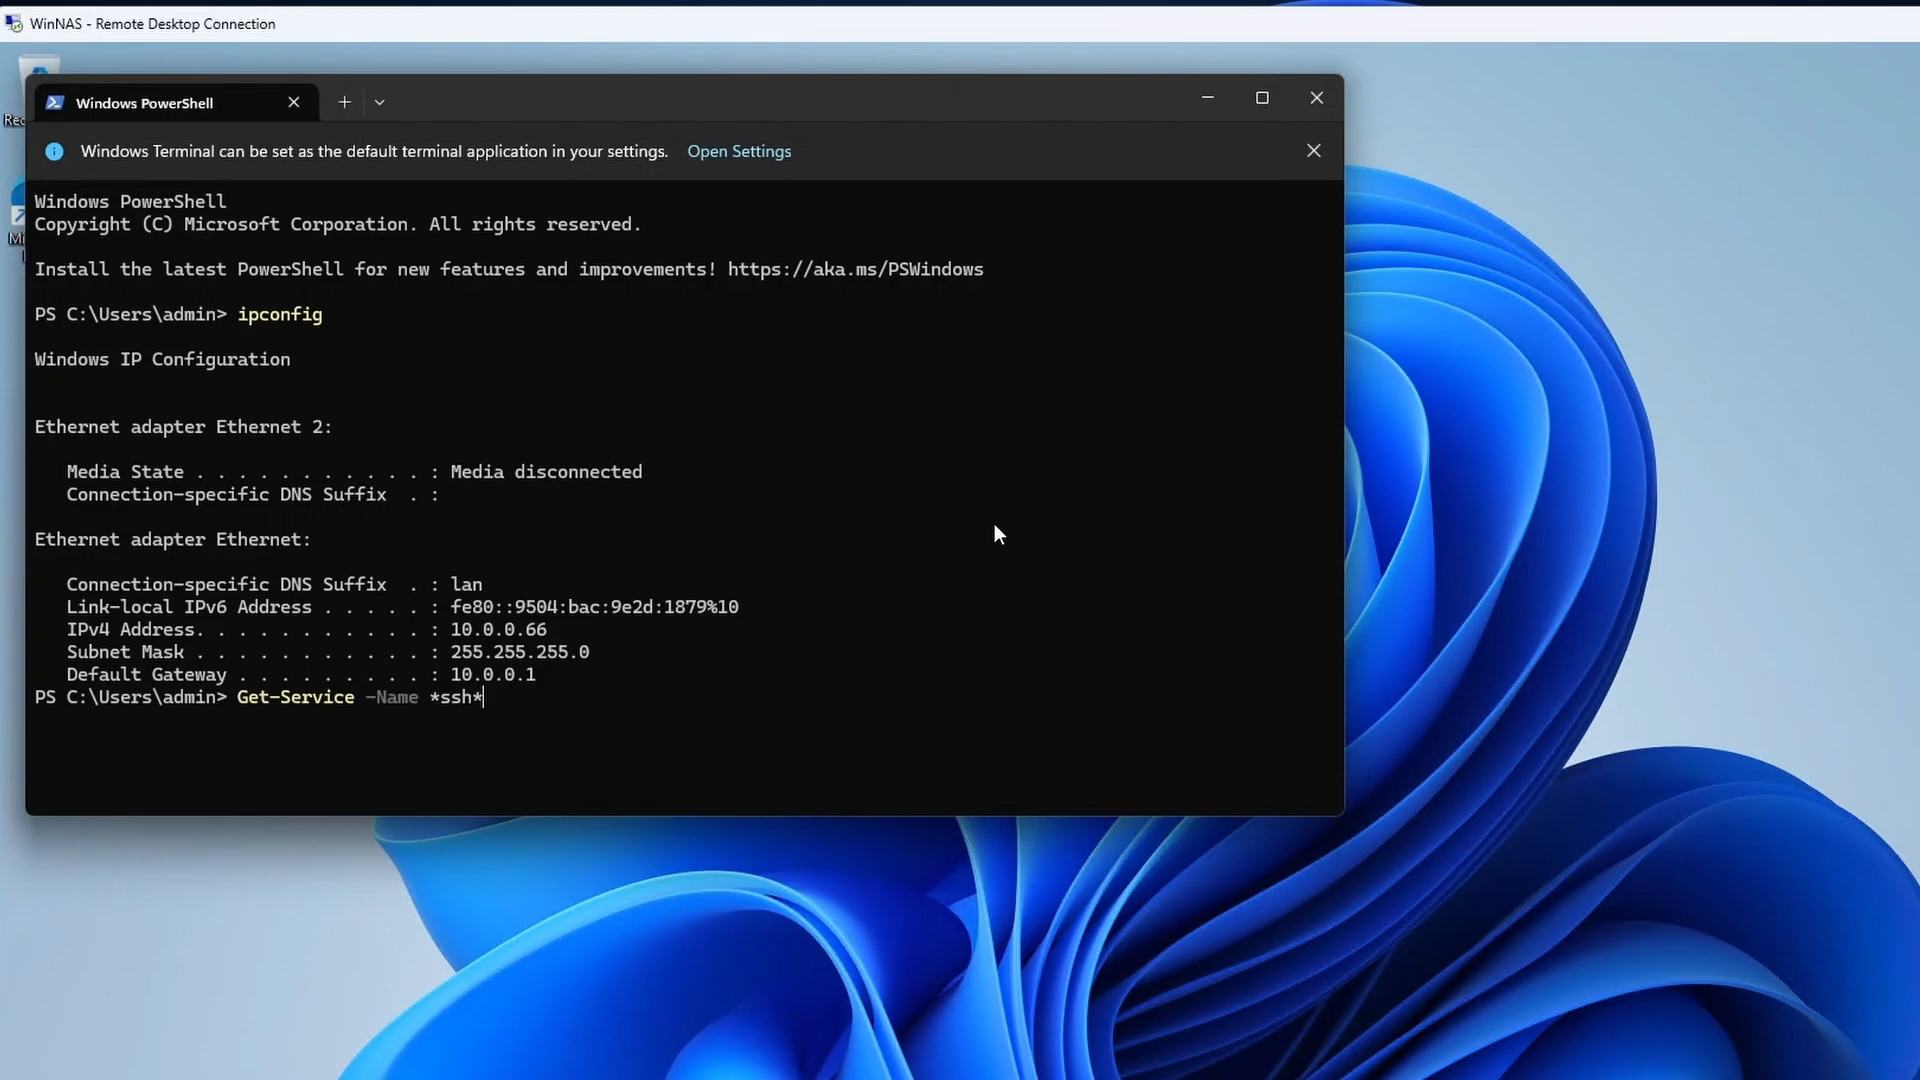 WinNAS - Remote Desktop Connection
Windows PowerShell
Windows Terminal can be set as the default terminal application in your settings. Open Settings
Windows PowerShell
Copyright (C) Microsoft Corporation. All rights reserved.
Install the latest PowerShell for new features and improvements! https://aka.ms/PSWindows
PS C:\Users\admin> ipconfig
Windows IP Configuration
Ethernet adapter Ethernet 2:
Media State . . . . . . . . . . . : Media disconnected
Connection-specific DNS Suffix  . :
Ethernet adapter Ethernet:
Connection-specific DNS Suffix  . : lan
Link-local IPv6 Address . . . . . : fe80::9504:bac:9e2d:1879%10
IPv4 Address. . . . . . . . . . . : 10.0.0.66
Subnet Mask . . . . . . . . . . . : 255.255.255.0
Default Gateway . . . . . . . . . : 10.0.0.1
PS C:\Users\admin> Get-Service -Name *ssh*